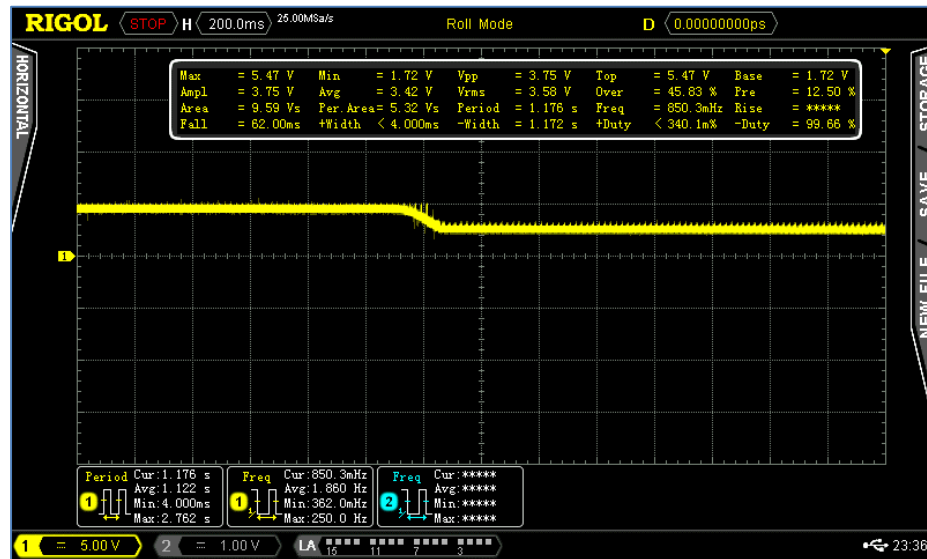 RIGOL STOP H 200.0ms 25.00MSa/s Roll Mode D 0.00000000ps
HORIZONTAL
Max = 5.47 V Min = 1.72 V Vpp = 3.75 V Top = 5.47 V Base = 1.72 V
Ampl = 3.75 V Avg = 3.42 V Vrms = 3.58 V Over = 45.83 % Pre = 12.50 %
Area = 9.59 Vs Per.Area= 5.32 Vs Period = 1.176 s Freq = 850.3mHz Rise = *****
Fall = 62.00ms +Width < 4.000ms -Width = 1.172 s +Duty < 340.1m% -Duty = 99.66 %
STORAGE
SAVE
NEW FILE
1
Period Cur:1.176 s
Avg:1.122 s
1 Min:4.000ms
Max:2.762 s
Freq Cur:850.3mHz
Avg:1.860 Hz
1 Min:362.0mHz
Max:250.0 Hz
Freq Cur:*****
Avg:*****
2 Min:*****
Max:*****
1 = 5.00 V 2 = 1.00 V LA 15 11 7 3 23:36